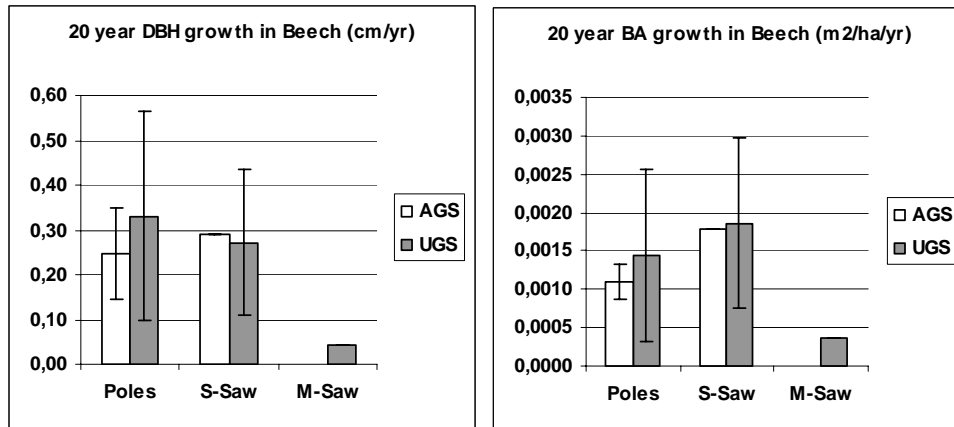 20 year DBH growth in Beech (cm/yr)
0,60
0,50
0,40
0,30
0,20
0,10
0,00
Poles S-Saw M-Saw
AGS
UGS
20 year BA growth in Beech (m2/ha/yr)
0,0035
0,0030
0,0025
0,0020
0,0015
0,0010
0,0005
0,0000
Poles S-Saw M-Saw
AGS
UGS